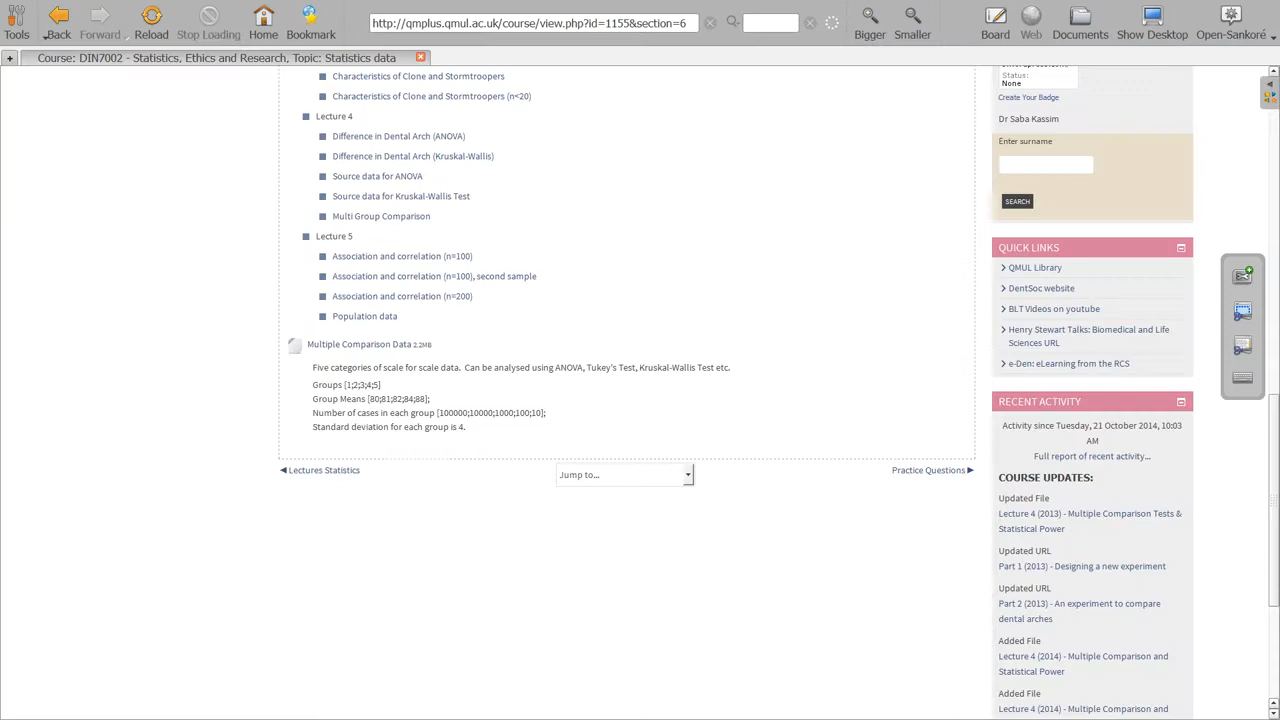 Tools
Back
Forward
Reload
Stop Loading
Home
Bookmark
http://qmplus.qmul.ac.uk/course/view.php?id=1155&section=6
Bigger
Smaller
Board
Web
Documents
Show Desktop
Open-Sankoré
Course: DIN7002 - Statistics, Ethics and Research, Topic: Statistics data
Characteristics of Clone and Stormtroopers
Characteristics of Clone and Stormtroopers (n<20)
Lecture 4
Difference in Dental Arch (ANOVA)
Difference in Dental Arch (Kruskal-Wallis)
Source data for ANOVA
Source data for Kruskal-Wallis Test
Multi Group Comparison
Lecture 5
Association and correlation (n=100)
Association and correlation (n=100), second sample
Association and correlation (n=200)
Population data
Multiple Comparison Data 2.2MB
Five categories of scale for scale data. Can be analysed using ANOVA, Tukey's Test, Kruskal-Wallis Test etc.
Groups [1;2;3;4;5]
Group Means [80;81;82;84;88];
Number of cases in each group [100000;10000;1000;100;10];
Standard deviation for each group is 4.
Lectures Statistics
Jump to...
Practice Questions
Status:
None
Create Your Badge
Dr Saba Kassim
Enter surname
SEARCH
QUICK LINKS
QMUL Library
DentSoc website
BLT Videos on youtube
Henry Stewart Talks: Biomedical and Life
Sciences URL
e-Den: eLearning from the RCS
RECENT ACTIVITY
Activity since Tuesday, 21 October 2014, 10:03
AM
Full report of recent activity...
COURSE UPDATES:
Updated File
Lecture 4 (2013) - Multiple Comparison Tests &
Statistical Power
Updated URL
Part 1 (2013) - Designing a new experiment
Updated URL
Part 2 (2013) - An experiment to compare
dental arches
Added File
Lecture 4 (2014) - Multiple Comparison and
Statistical Power
Added File
Lecture 4 (2014) - Multiple Comparison and